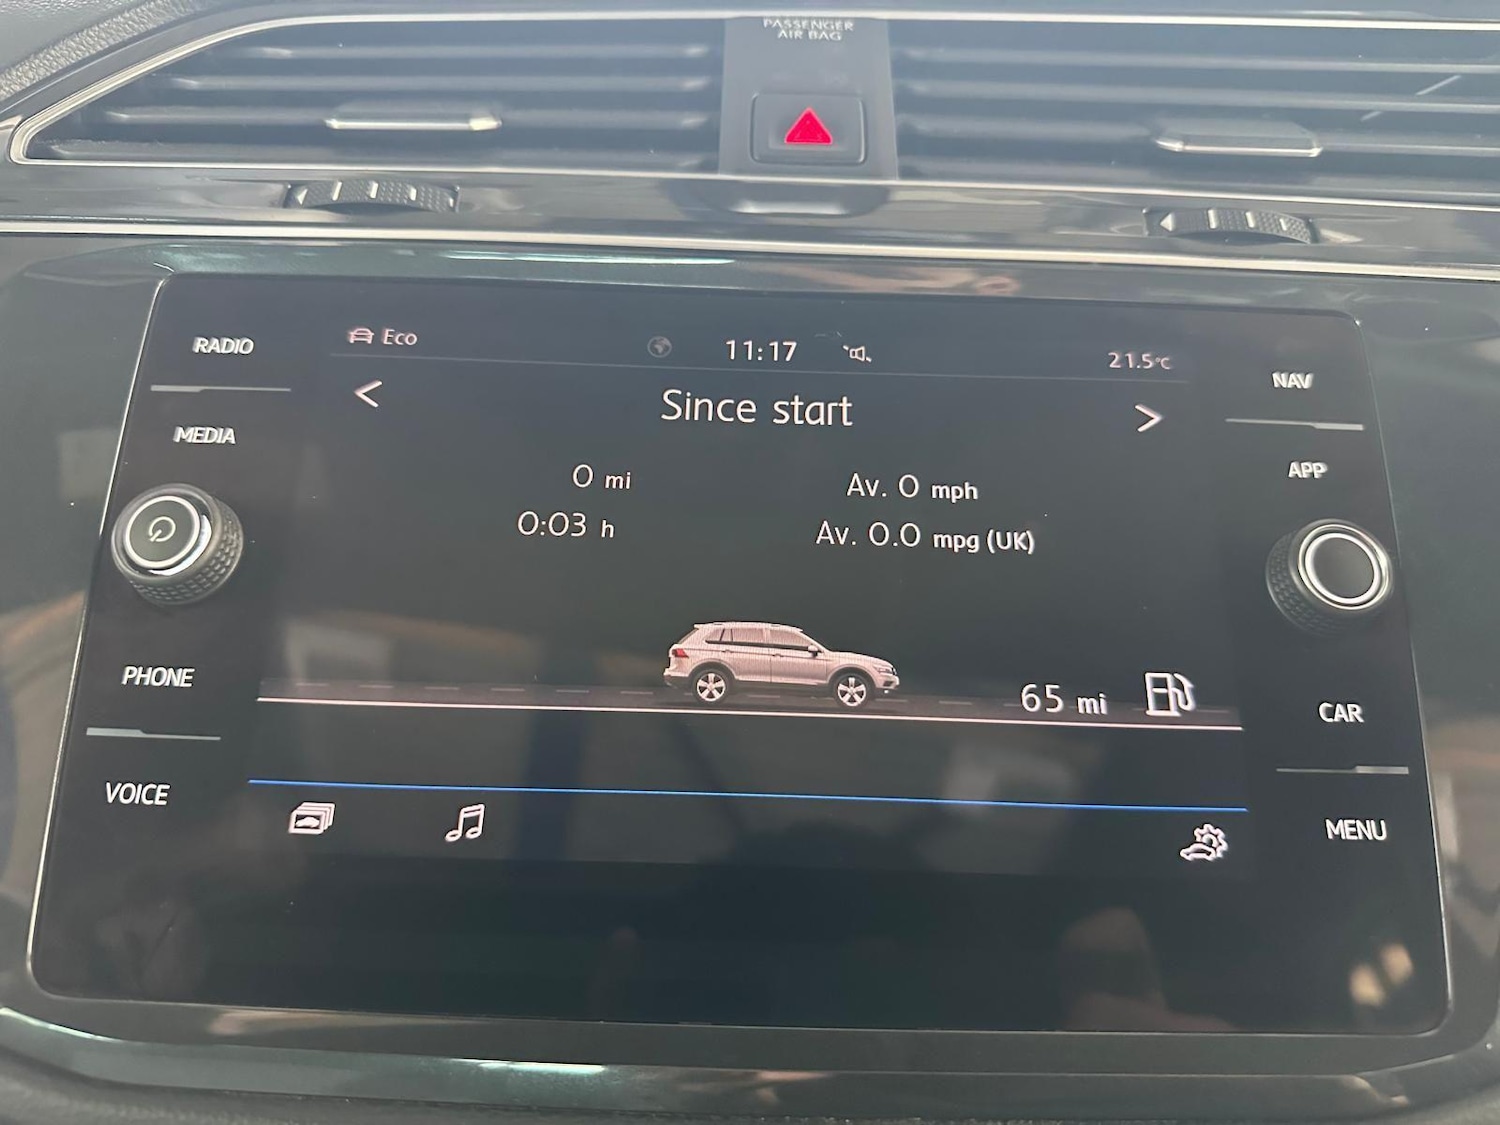 PASSENGER
AIR BAG
RADIO
Eco
11:17
21.5°C
NAV
Since start
MEDIA
APP
0 mi
Av. 0 mph
0:03 h
Av. 0.0 mpg (UK)
PHONE
65 mi
CAR
VOICE
MENU